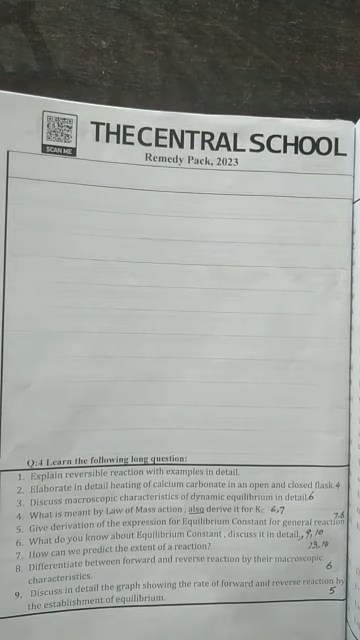 SCAN ME
THE CENTRAL SCHOOL
Remedy Pack, 2023
Q:4 Learn the following long question:
1. Explain reversible reaction with examples in detail.
2. Elaborate in detail heating of calcium carbonate in an open and closed flask. 4
3. Discuss macroscopic characteristics of dynamic equilibrium in detail. 6
4. What is meant by Law of Mass action, also derive it for Kc 6,7
5. Give derivation of the expression for Equilibrium Constant for general reaction 7,8
6. What do you know about Equilibrium Constant, discuss it in detail. 9, 10
7. How can we predict the extent of a reaction? 13, 14
8. Differentiate between forward and reverse reaction by their macroscopic
characteristics. 6
9. Discuss in detail the graph showing the rate of forward and reverse reaction by
the establishment of equilibrium. 5